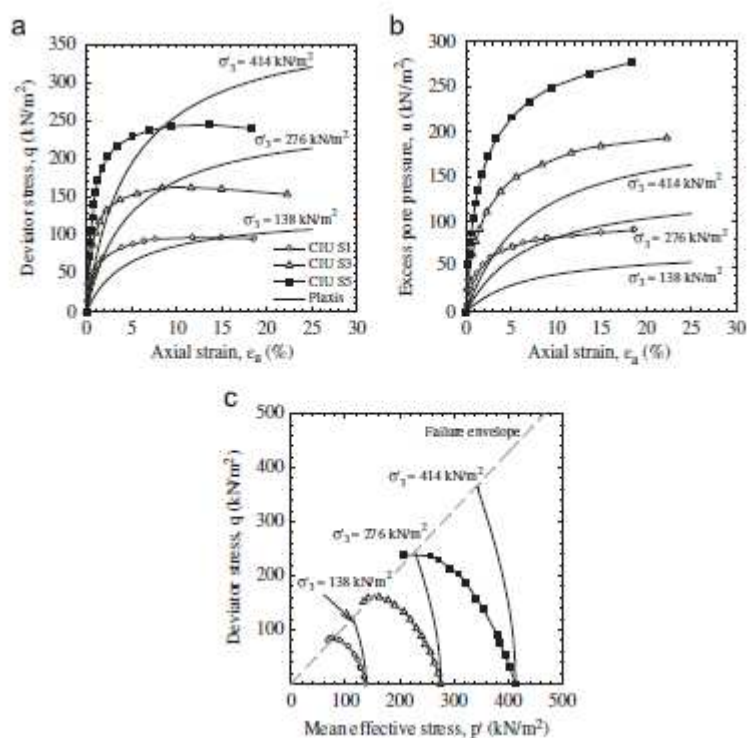 a
350
300
250
200
150
100
50
0
0 5 10 15 20 25 30
Deviator stress, q (kN/m²)
Axial strain, εa (%)
σ'3 = 414 kN/m²
σ'3 = 276 kN/m²
σ'3 = 138 kN/m²
CIU S1
CIU S3
CIU S5
Plaxis
b
300
250
200
150
100
50
0
0 5 10 15 20 25 30
Excess pore pressure, u (kN/m²)
Axial strain, εa (%)
σ'3 = 414 kN/m²
σ'3 = 276 kN/m²
σ'3 = 138 kN/m²
c
500
400
300
200
100
0 100 200 300 400 500
Deviator stress, q (kN/m²)
Mean effective stress, p' (kN/m²)
Failure envelope
σ'3 = 414 kN/m²
σ'3 = 276 kN/m²
σ'3 = 138 kN/m²